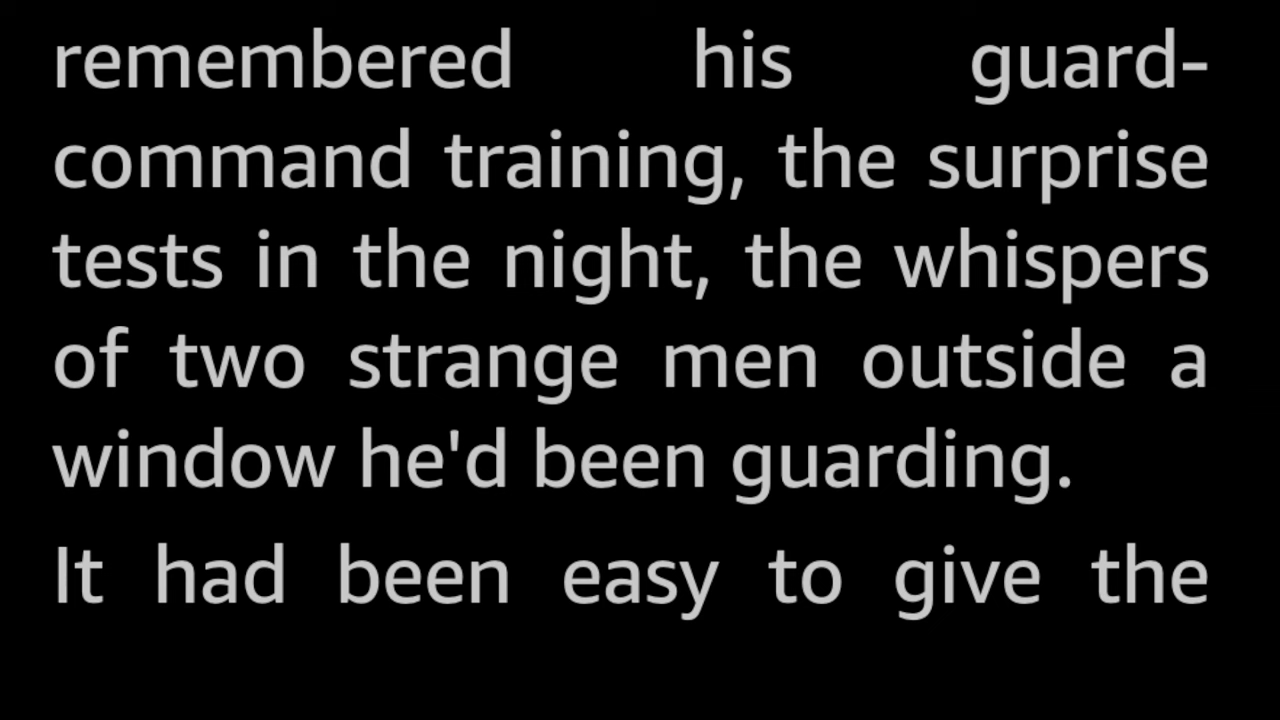 remembered his guard-
command training, the surprise
tests in the night, the whispers
of two strange men outside a
window he'd been guarding.
It had been easy to give the